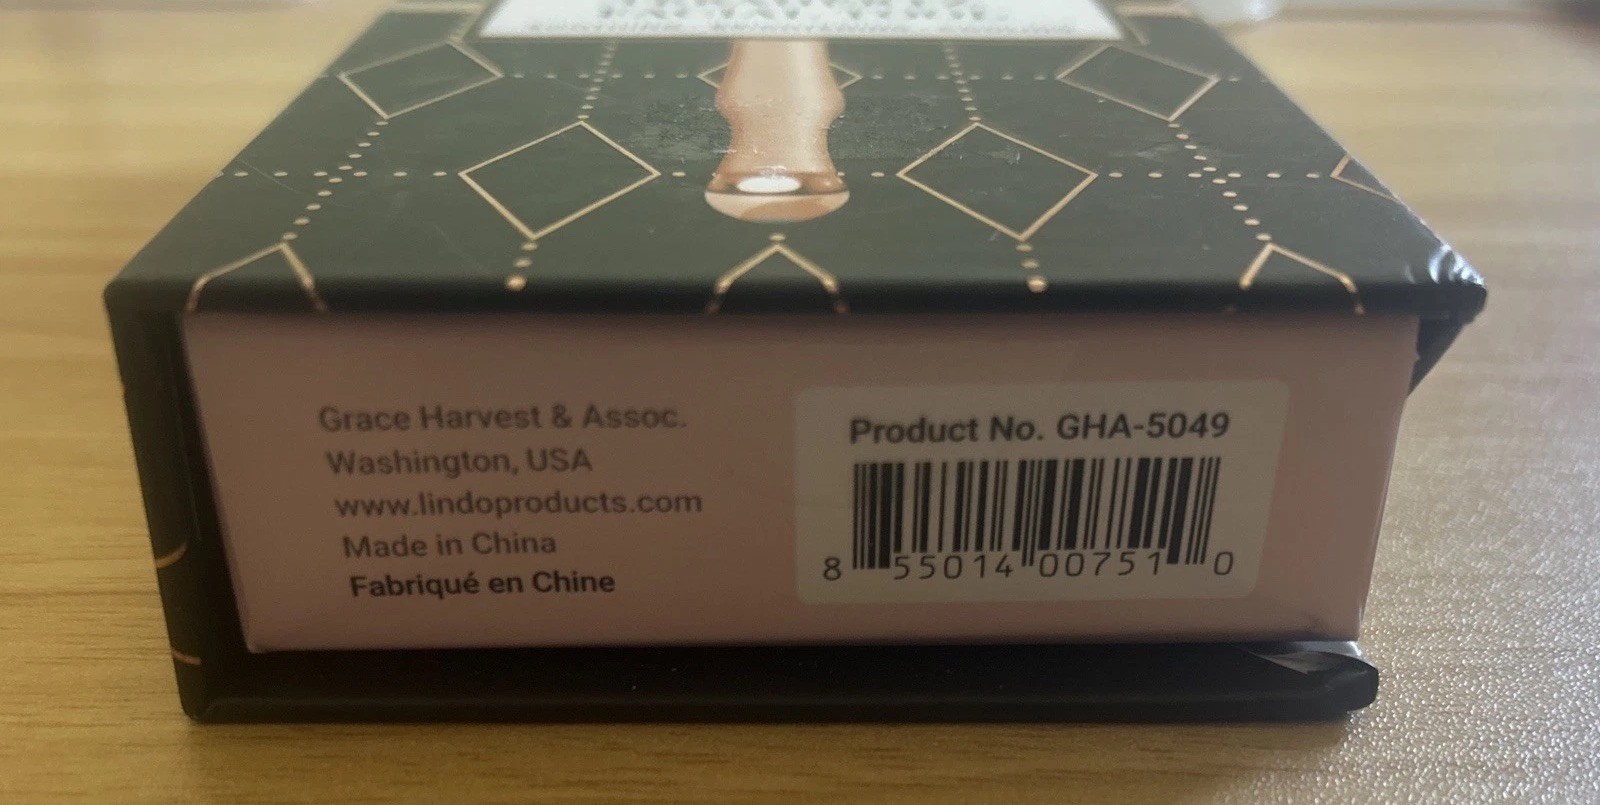 Grace Harvest & Assoc.
Washington, USA
www.lindoproducts.com
Made in China
Fabriqué en Chine
Product No. GHA-5049
8 55014 00751 0